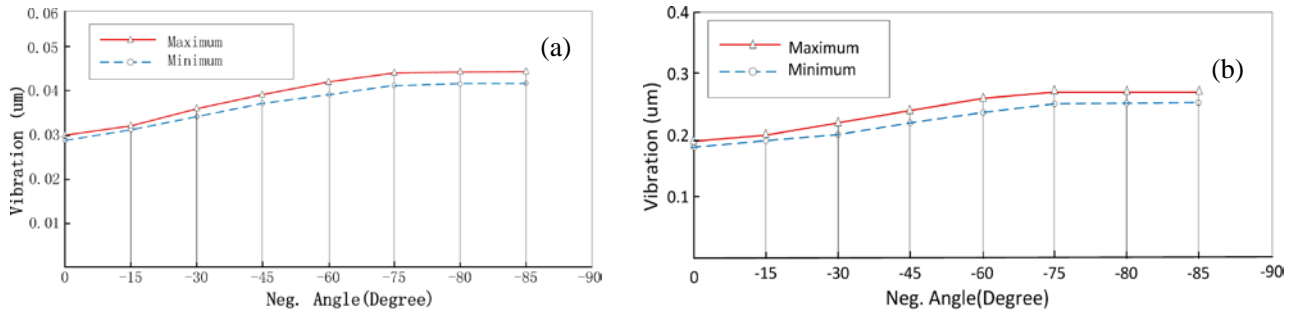 0.06
0.05
0.04
0.03
0.02
0.01
Vibration (um)
Maximum
Minimum
(a)
0 -15 -30 -45 -60 -75 -80 -85 -90
Neg. Angle(Degree)
0.4
0.3
0.2
0.1
Vibration (um)
Maximum
Minimum
(b)
0 -15 -30 -45 -60 -75 -80 -85 -90
Neg. Angle(Degree)